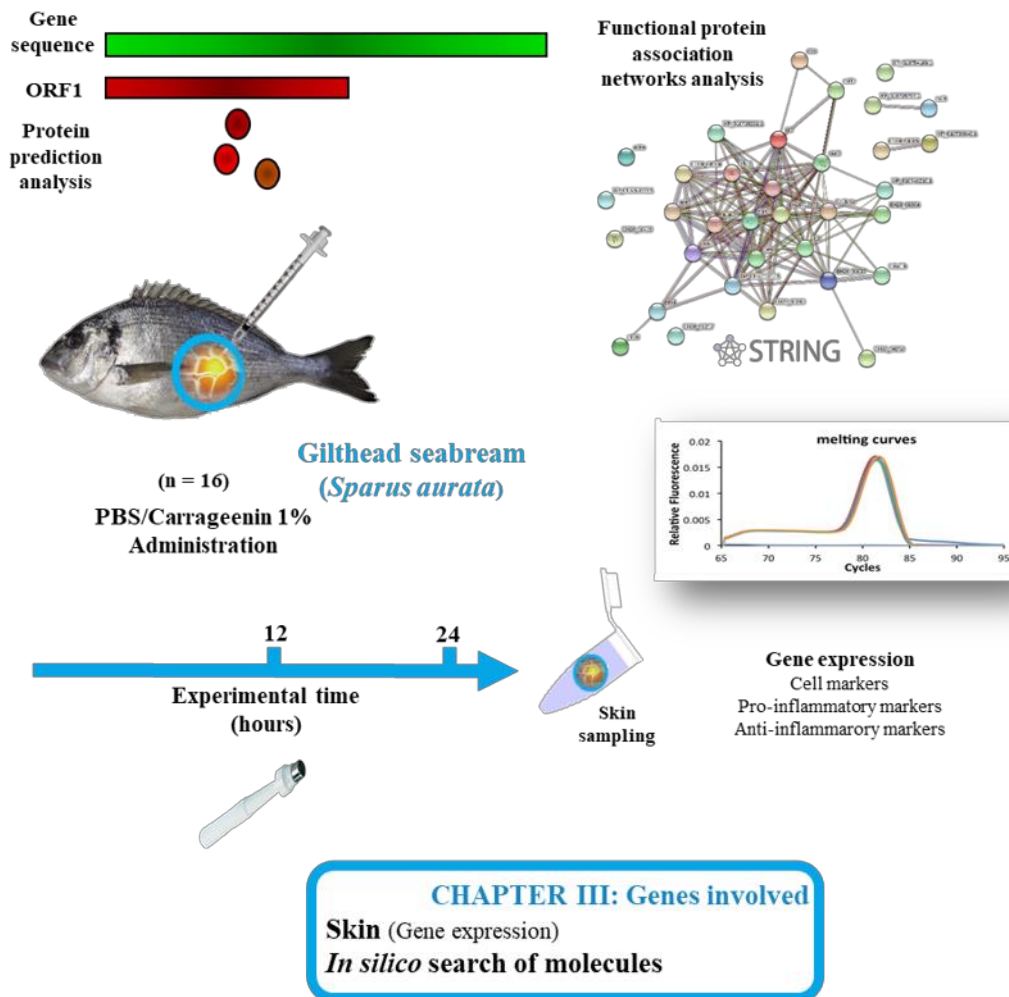 Gene
sequence
ORF1
Protein
prediction
analysis
Functional protein
association
networks analysis
STRING
Gilthead seabream
(Sparus aurata)
(n = 16)
PBS/Carrageenin 1%
Administration
melting curves
Relative Fluorescence
0.02
0.015
0.01
0.005
0
65 70 75 80 85 90 95
Cycles
12 24
Experimental time
(hours)
Skin
sampling
Gene expression
Cell markers
Pro-inflammatory markers
Anti-inflammarory markers
CHAPTER III: Genes involved
Skin (Gene expression)
In silico search of molecules